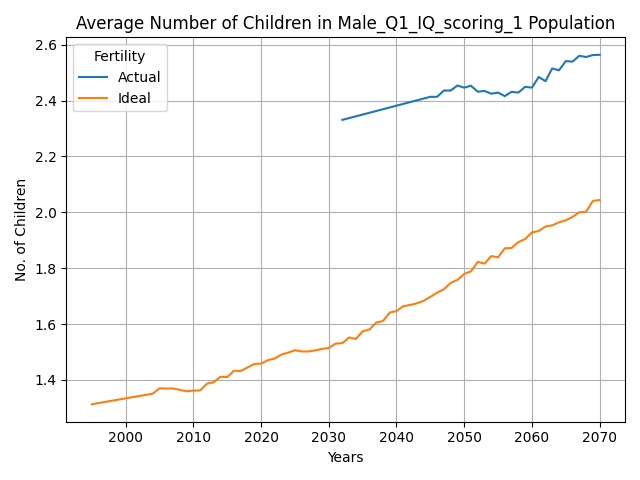 Average Number of Children in Male_Q1_IQ_scoring_1 Population
Fertility
Actual
Ideal
No. of Children
2.6
2.4
2.2
2.0
1.8
1.6
1.4
2000 2010 2020 2030 2040 2050 2060 2070
Years